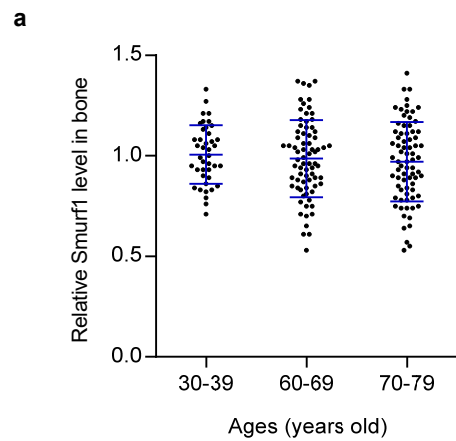 a
Relative Smurf1 level in bone
1.5
1.0
0.5
0.0
30-39 60-69 70-79
Ages (years old)